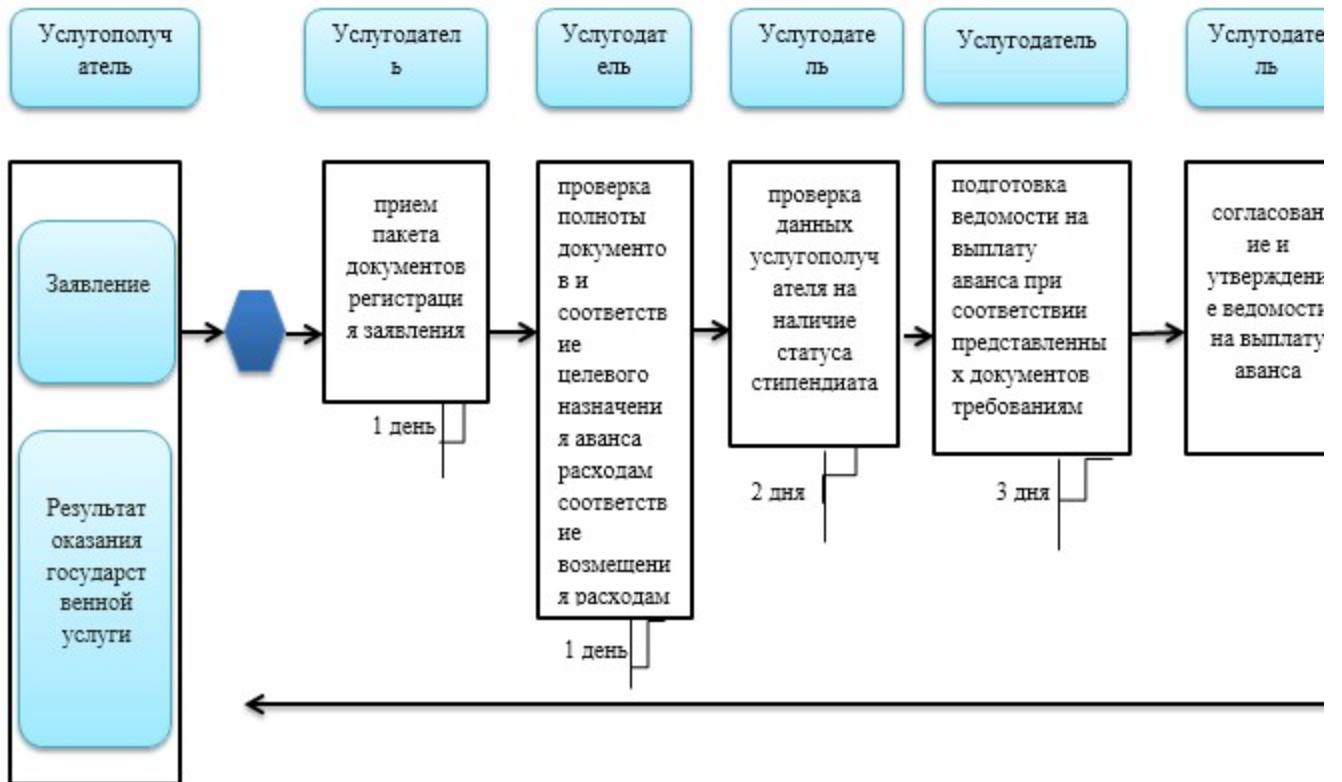 Услугополуч
атель
Услугодател
ь
Услугодат
ель
Услугодате
ль
Услугодатель
Услугодате
ль
Заявление
Результат
оказания
государст
венной
услуги
прием
пакета
документов
регистраци
я заявления
1 день
проверка
полноты
документо
в и
соответств
ие
целевого
назначени
я аванса
расходам
соответств
ие
возмещени
я расходам
1 день
проверка
данных
услугополуч
ателя на
наличие
статуса
стипендиата
2 дня
подготовка
ведомости на
выплату
аванса при
соответствии
представленны
х документов
требованиям
3 дня
согласован
ие и
утверждени
е ведомости
на выплату
аванса